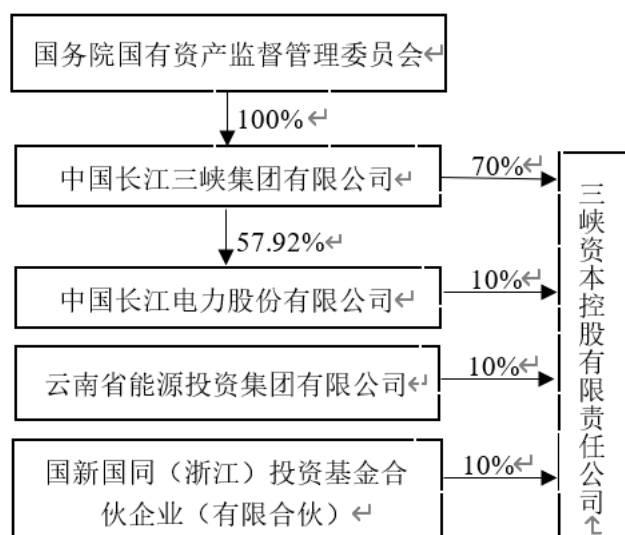 国务院国有资产监督管理委员会
100%
中国长江三峡集团有限公司
70%
57.92%
中国长江电力股份有限公司
10%
云南省能源投资集团有限公司
10%
国新国同（浙江）投资基金合
伙企业（有限合伙）
10%
三峡资本控股有限责任公司